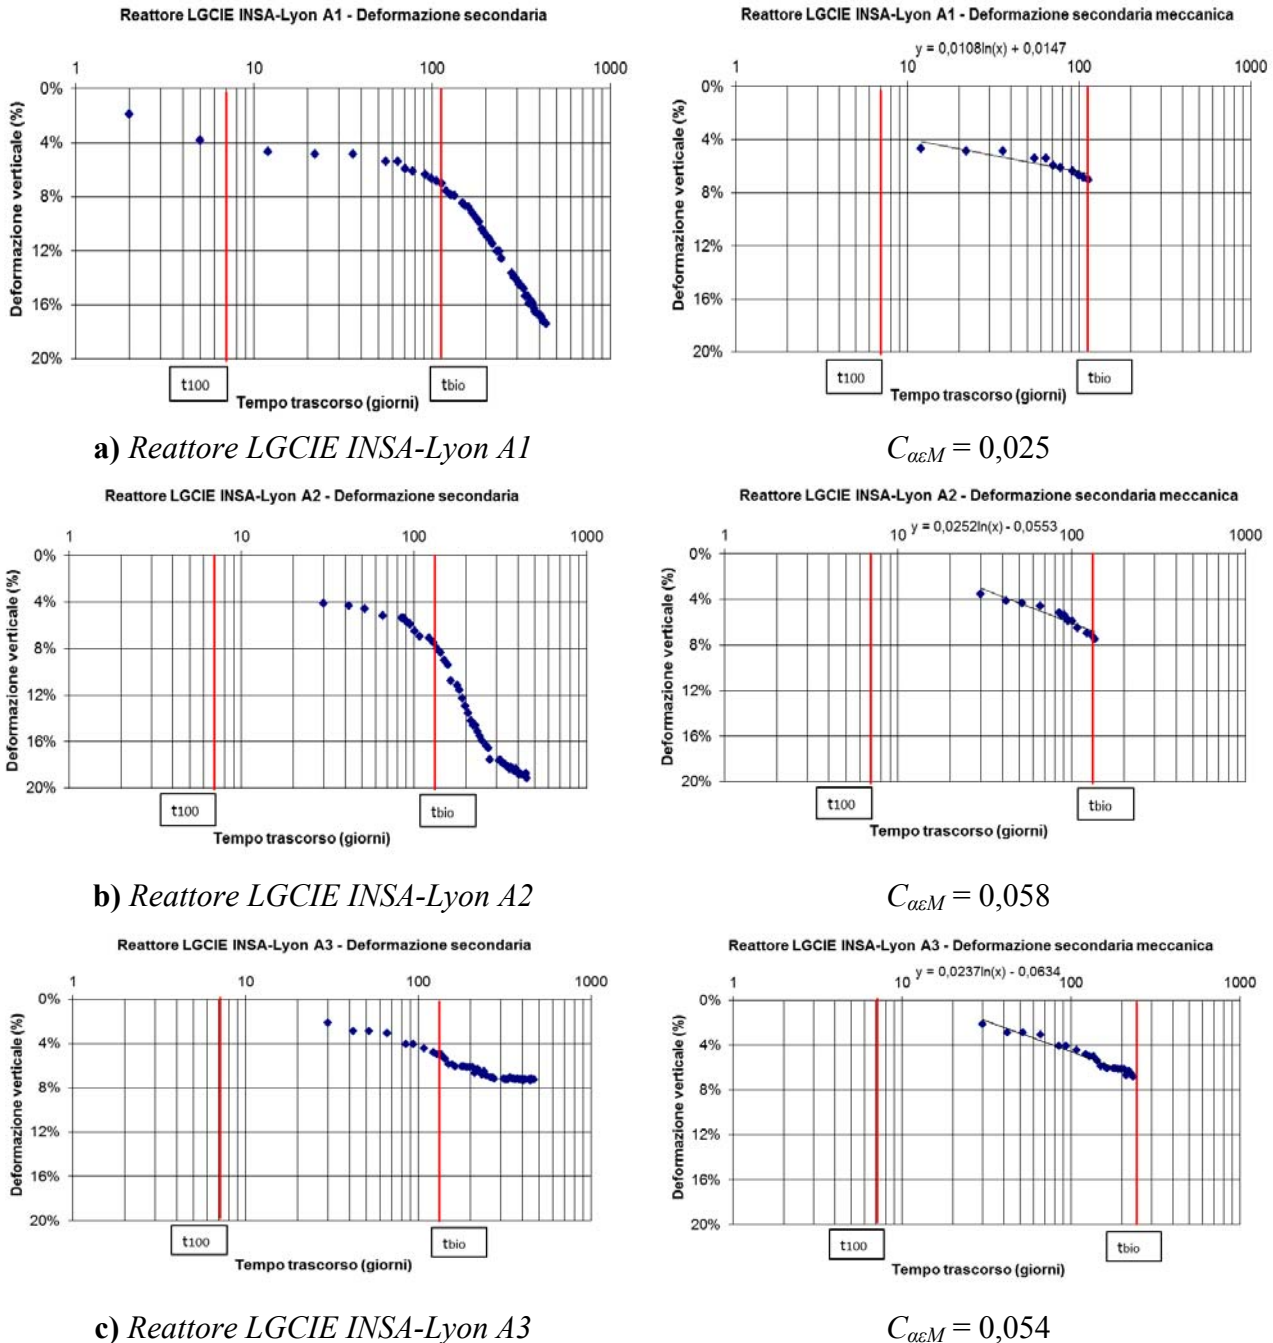 Reattore LGCIE INSA-Lyon A1 - Deformazione secondaria
1 10 100 1000
0%
4%
8%
12%
16%
20%
Deformazione verticale (%)
t100
tbio
Tempo trascorso (giorni)
Reattore LGCIE INSA-Lyon A1 - Deformazione secondaria meccanica
y = 0,0108ln(x) + 0,0147
1 10 100 1000
0%
4%
8%
12%
16%
20%
Deformazione verticale (%)
t100
tbio
Tempo trascorso (giorni)
a) Reattore LGCIE INSA-Lyon A1
CαεM = 0,025
Reattore LGCIE INSA-Lyon A2 - Deformazione secondaria
1 10 100 1000
0%
4%
8%
12%
16%
20%
Deformazione verticale (%)
t100
tbio
Tempo trascorso (giorni)
Reattore LGCIE INSA-Lyon A2 - Deformazione secondaria meccanica
y = 0,0252ln(x) - 0,0553
1 10 100 1000
0%
4%
8%
12%
16%
20%
Deformazione verticale (%)
t100
tbio
Tempo trascorso (giorni)
b) Reattore LGCIE INSA-Lyon A2
CαεM = 0,058
Reattore LGCIE INSA-Lyon A3 - Deformazione secondaria
1 10 100 1000
0%
4%
8%
12%
16%
20%
Deformazione verticale (%)
t100
tbio
Tempo trascorso (giorni)
Reattore LGCIE INSA-Lyon A3 - Deformazione secondaria meccanica
y = 0,0237ln(x) - 0,0634
1 10 100 1000
0%
4%
8%
12%
16%
20%
Deformazione verticale (%)
t100
tbio
Tempo trascorso (giorni)
c) Reattore LGCIE INSA-Lyon A3
CαεM = 0,054